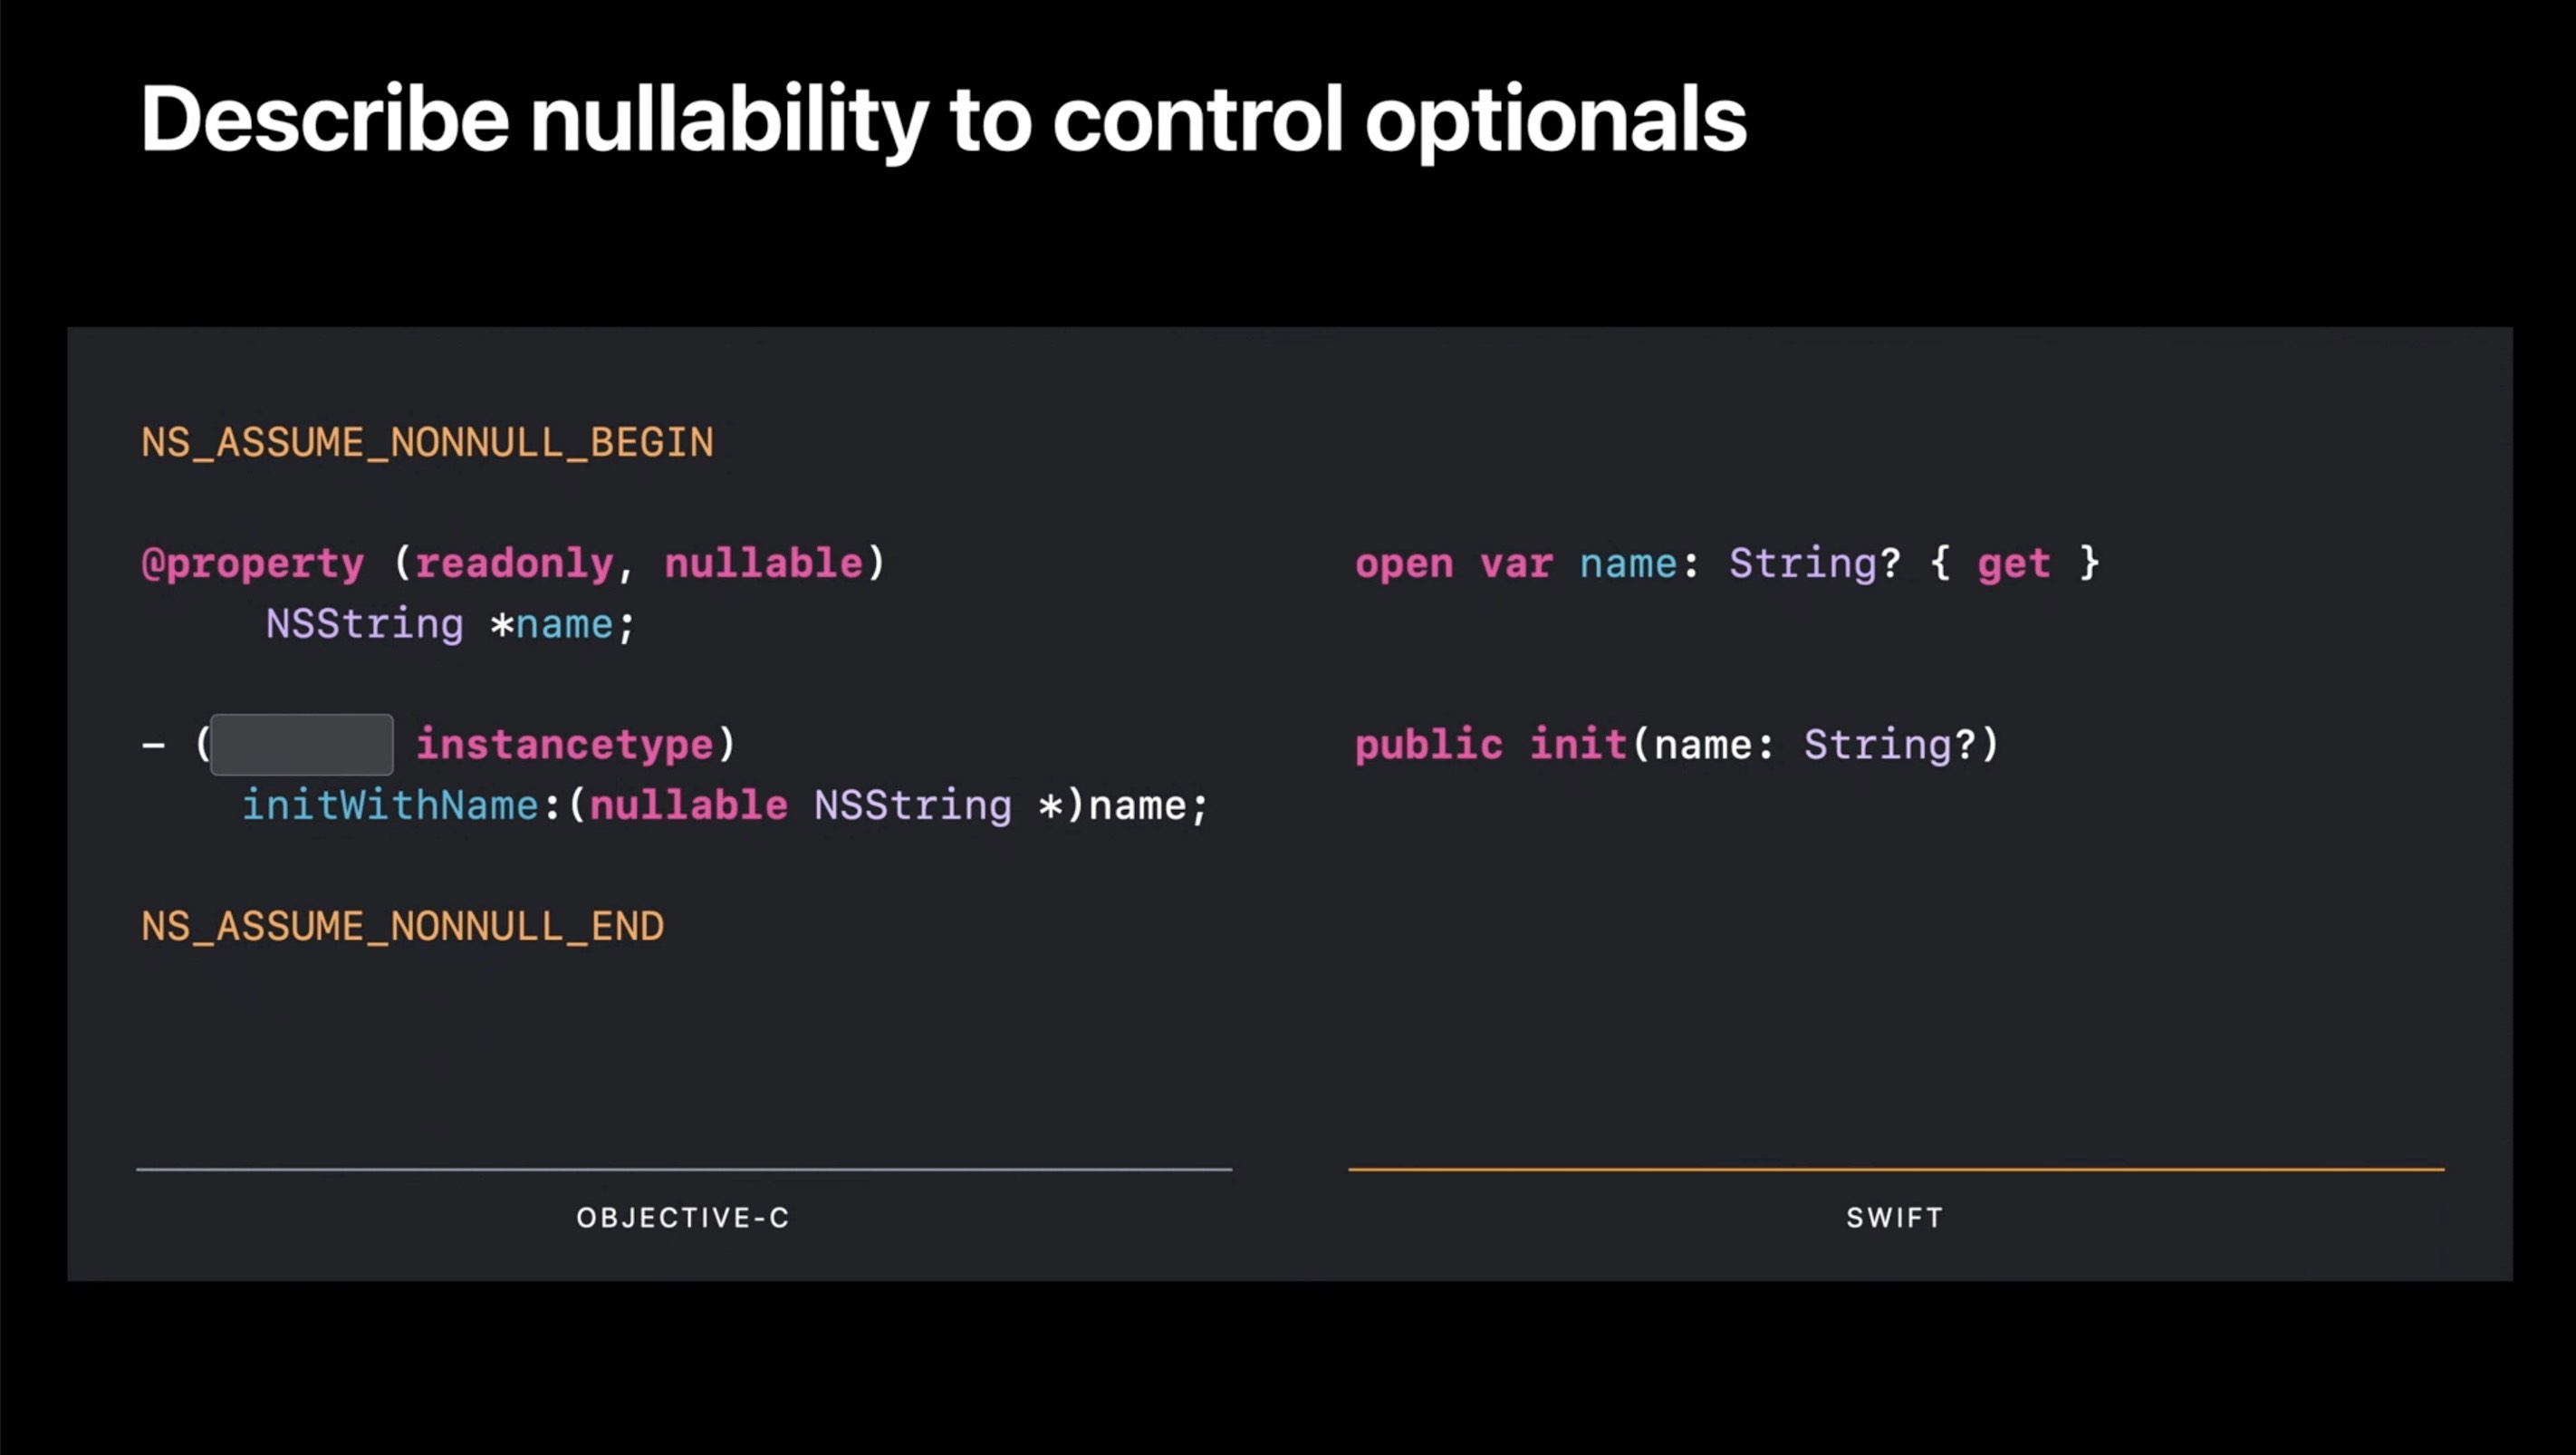 Describe nullability to control optionals
NS_ASSUME_NONNULL_BEGIN
@property (readonly, nullable)
NSString *name;
- ( instancetype)
initWithName:(nullable NSString *)name;
NS_ASSUME_NONNULL_END
OBJECTIVE-C
open var name: String? { get }
public init(name: String?)
SWIFT